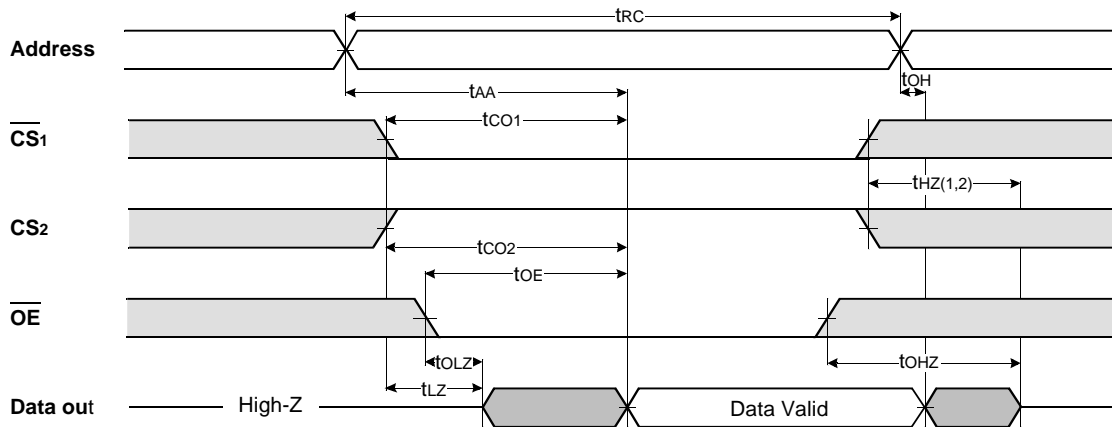 tRC
Address
tOH
tAA
tCO1
CS1
tHZ(1,2)
CS2
tCO2
tOE
OE
tOLZ
tOHZ
tLZ
Data out
High-Z
Data Valid